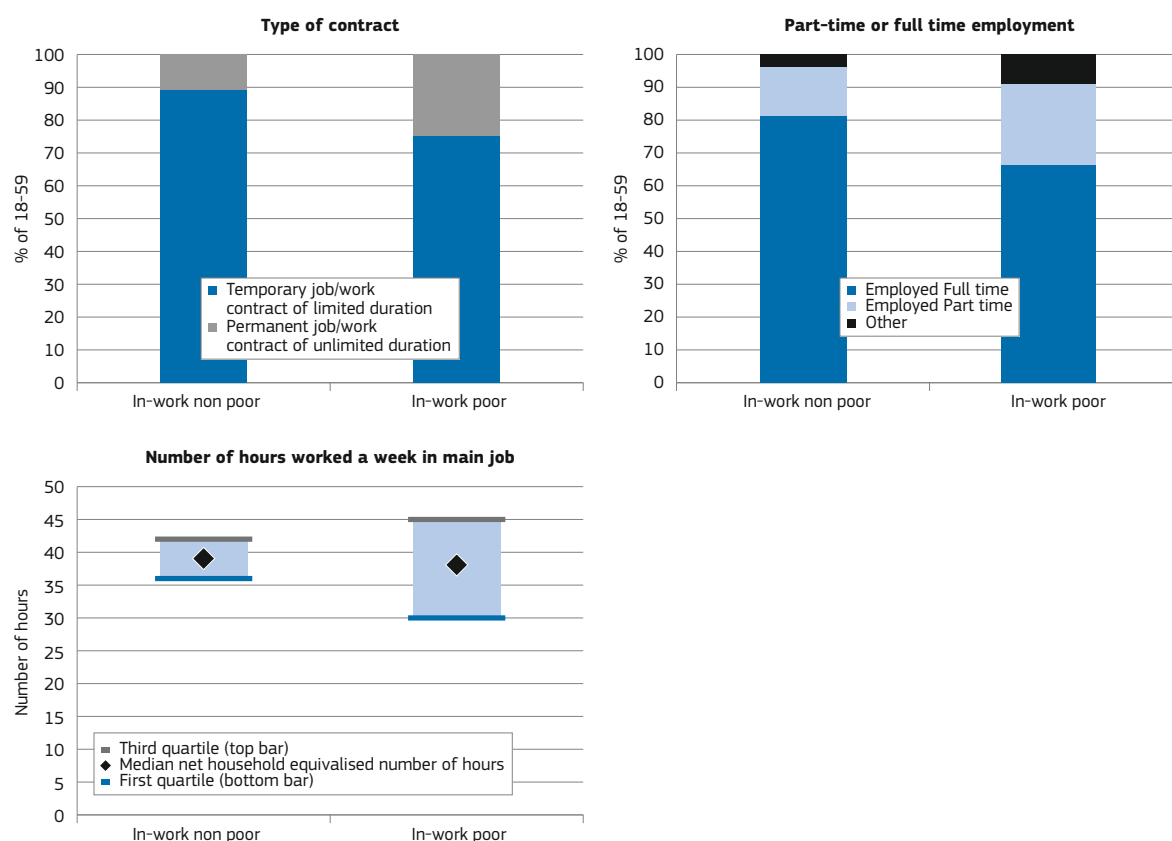 Type of contract
100
90
80
70
60
50
40
30
20
10
0
% of 18-59
Temporary job/work
contract of limited duration
Permanent job/work
contract of unlimited duration
In-work non poor
In-work poor
Part-time or full time employment
100
90
80
70
60
50
40
30
20
10
0
% of 18-59
Employed Full time
Employed Part time
Other
In-work non poor
In-work poor
Number of hours worked a week in main job
50
45
40
35
30
25
20
15
10
5
0
Number of hours
Third quartile (top bar)
Median net household equivalised number of hours
First quartile (bottom bar)
In-work non poor
In-work poor